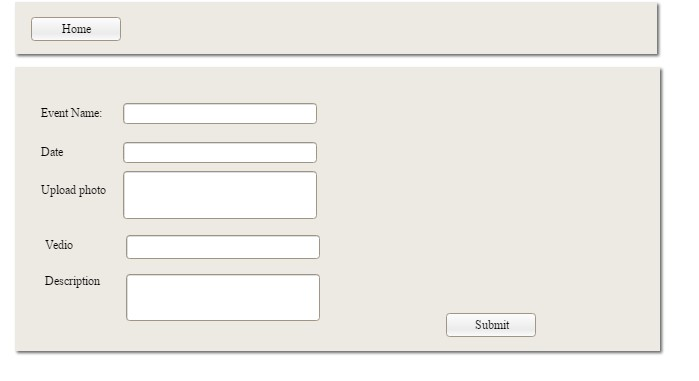 Home
Event Name:
Date
Upload photo
Vedio
Description
Submit